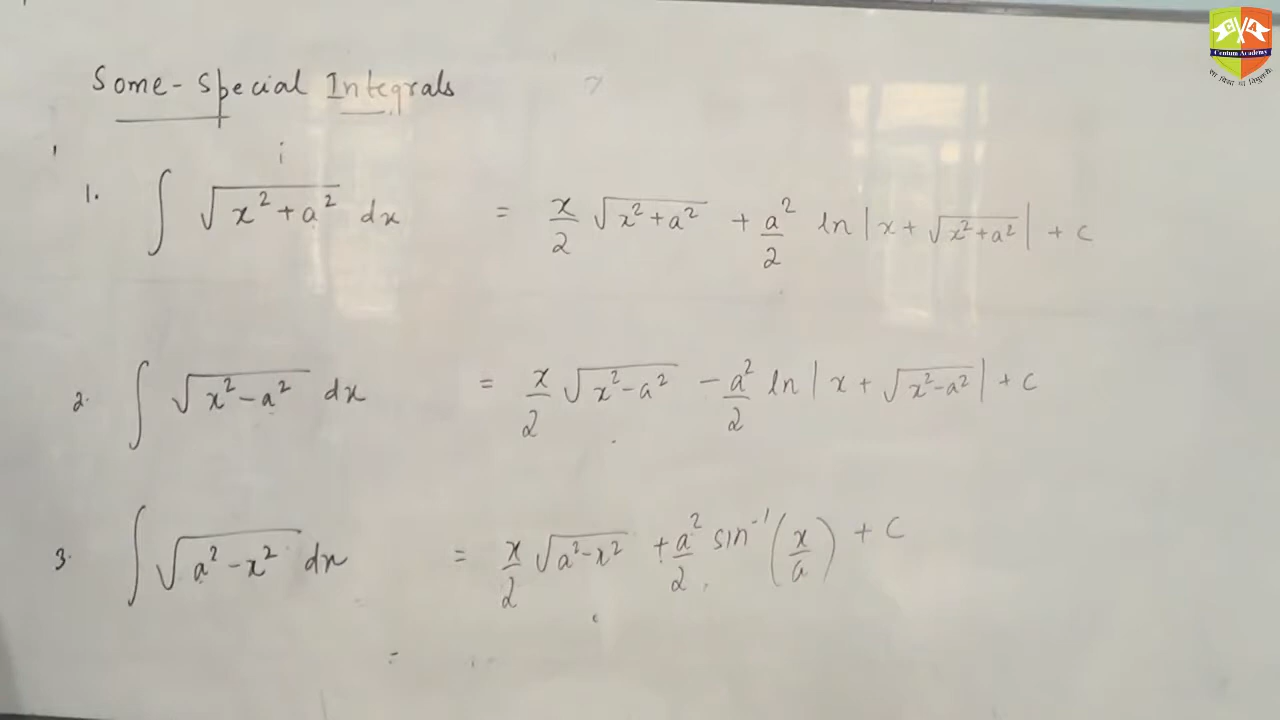 Some-Special Integrals
1. ∫ √(x² + a²) dx = x/2 √(x² + a²) + a²/2 ln |x + √(x² + a²)| + c
2. ∫ √(x² - a²) dx = x/2 √(x² - a²) - a²/2 ln |x + √(x² - a²)| + c
3. ∫ √(a² - x²) dx = x/2 √(a² - x²) + a²/2 sin⁻¹ (x/a) + c
=
C A
Centum Academy